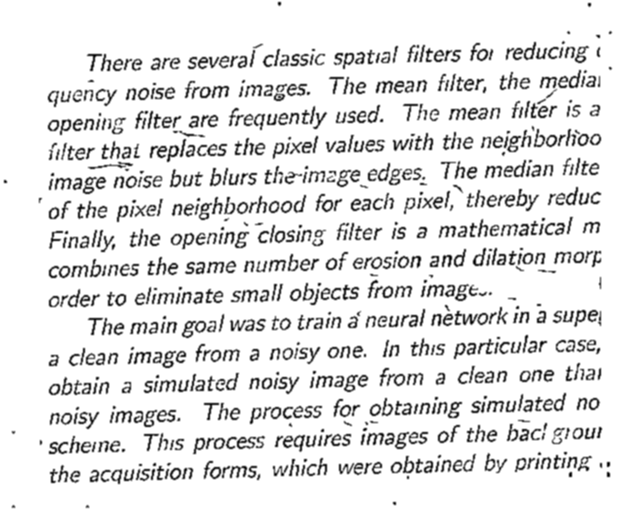 There are several classic spatial filters for reducing
quency noise from images. The mean filter, the media
opening filter are frequently used. The mean filter is a
filter that replaces the pixel values with the neighborhoo
image noise but blurs the image edges. The median filte
of the pixel neighborhood for each pixel, thereby reduc
Finally, the opening closing filter is a mathematical m
combines the same number of erosion and dilation morp
order to eliminate small objects from images.
The main goal was to train a neural network in a supe
a clean image from a noisy one. In this particular case,
obtain a simulated noisy image from a clean one that
noisy images. The process for obtaining simulated no
scheme. This process requires images of the backgroun
the acquisition forms, which were obtained by printing